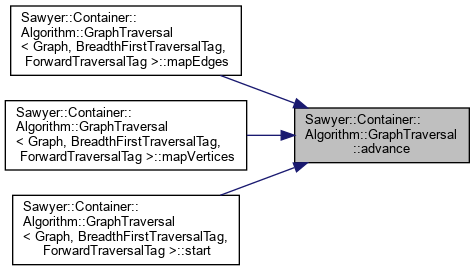 Sawyer::Container::
Algorithm::GraphTraversal
< Graph, BreadthFirstTraversalTag,
ForwardTraversalTag >::mapEdges
Sawyer::Container::
Algorithm::GraphTraversal
< Graph, BreadthFirstTraversalTag,
ForwardTraversalTag >::mapVertices
Sawyer::Container::
Algorithm::GraphTraversal
< Graph, BreadthFirstTraversalTag,
ForwardTraversalTag >::start
Sawyer::Container::
Algorithm::GraphTraversal
::advance